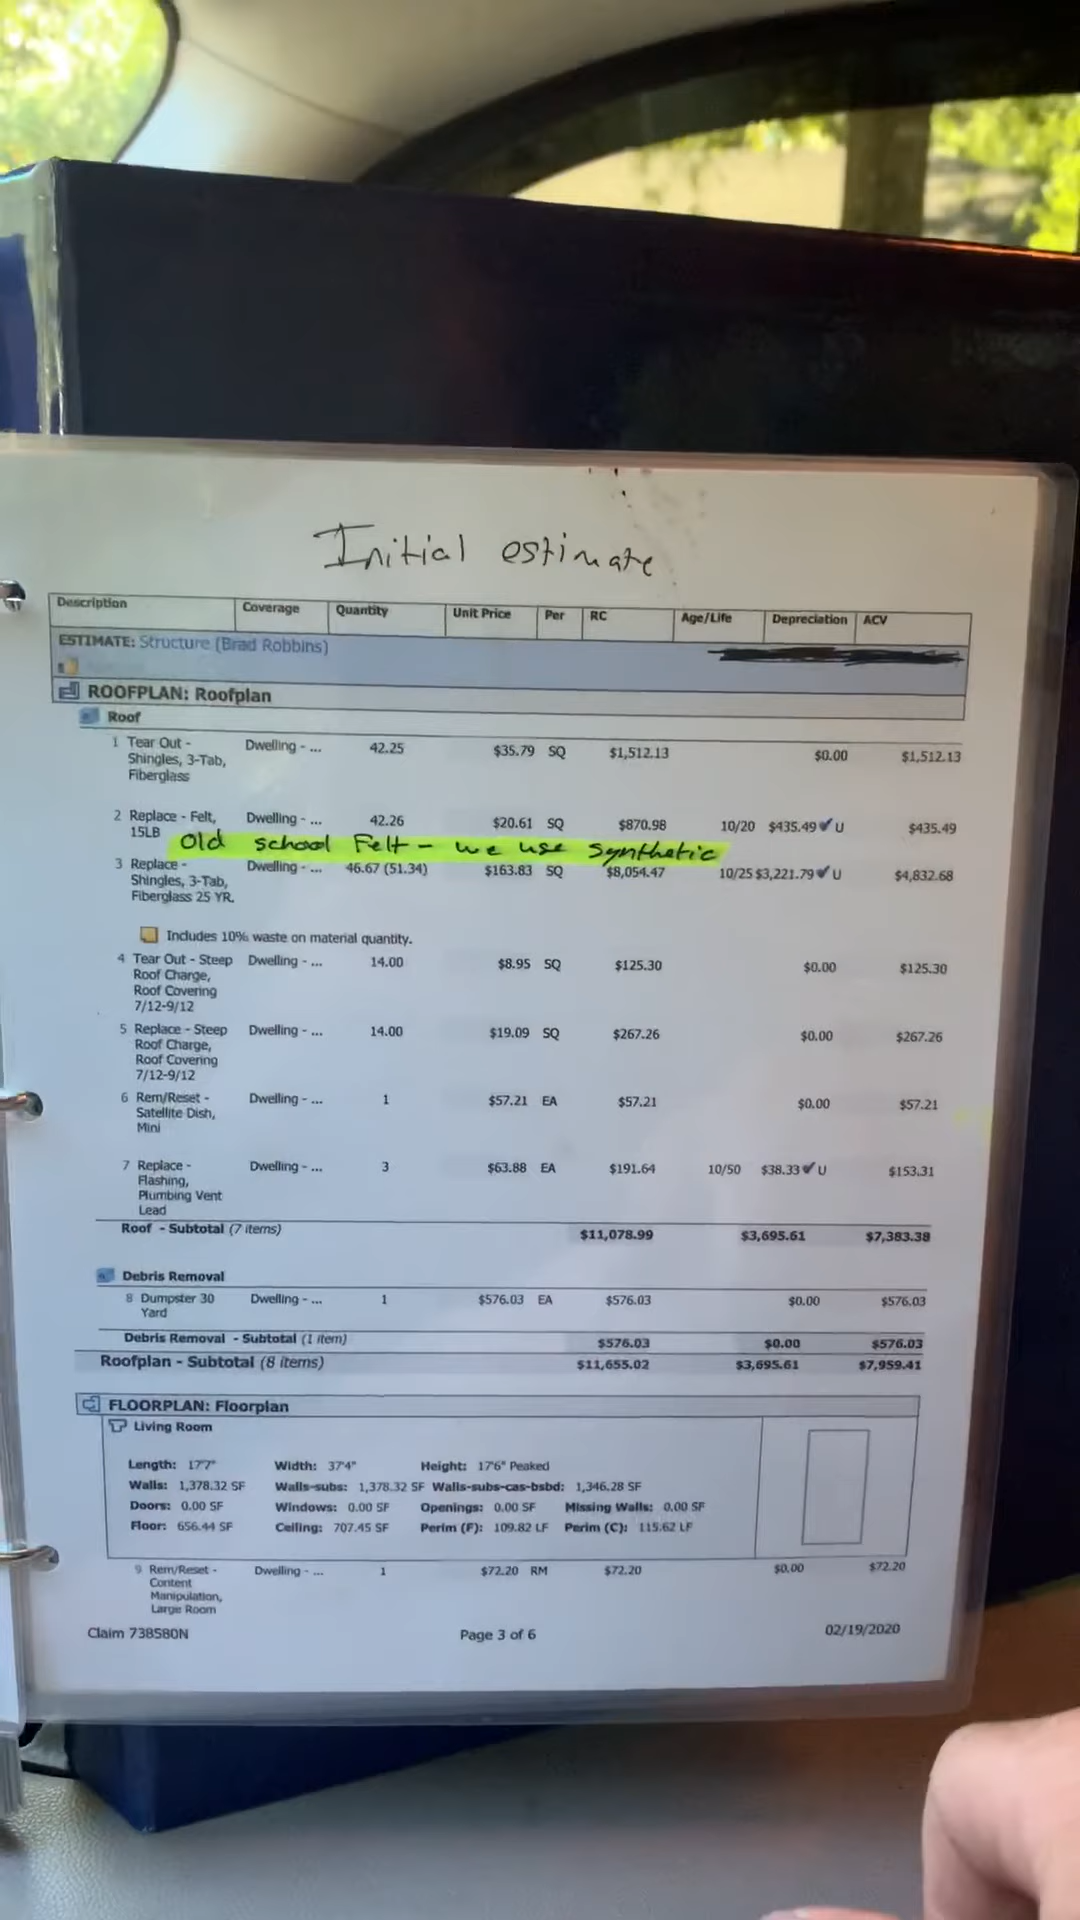 Initial estimate
Description Coverage Quantity Unit Price Per RC Age/Life Depreciation ACV
ESTIMATE: Structure (Brad Robbins)
ROOFPLAN: Roofplan
Roof
1 Tear Out - Dwelling - ... 42.25 $35.79 SQ $1,512.13 $0.00 $1,512.13
Shingles, 3-Tab,
Fiberglass
2 Replace - Felt, Dwelling - ... 42.26 $20.61 SQ $870.98 10/20 $435.49 U $435.49
15LB
Old school Felt - we use synthetic
3 Replace - Dwelling - ... 46.67 (51.34) $163.83 SQ $8,054.47 10/25 $3,221.79 U $4,832.68
Shingles, 3-Tab,
Fiberglass 25 YR.
Includes 10% waste on material quantity.
4 Tear Out - Steep Dwelling - ... 14.00 $8.95 SQ $125.30 $0.00 $125.30
Roof Charge,
Roof Covering
7/12-9/12
5 Replace - Steep Dwelling - ... 14.00 $19.09 SQ $267.26 $0.00 $267.26
Roof Charge,
Roof Covering
7/12-9/12
6 Rem/Reset - Dwelling - ... 1 $57.21 EA $57.21 $0.00 $57.21
Satellite Dish,
Mini
7 Replace - Dwelling - ... 3 $63.88 EA $191.64 10/50 $38.33 U $153.31
Flashing,
Plumbing Vent
Lead
Roof - Subtotal (7 items) $11,078.99 $3,695.61 $7,383.38
Debris Removal
8 Dumpster 30 Dwelling - ... 1 $576.03 EA $576.03 $0.00 $576.03
Yard
Debris Removal - Subtotal (1 item) $576.03 $0.00 $576.03
Roofplan - Subtotal (8 items) $11,655.02 $3,695.61 $7,959.41
FLOORPLAN: Floorplan
Living Room
Length: 17'7" Width: 37'4" Height: 17'6" Peaked
Walls: 1,378.32 SF Walls-subs: 1,378.32 SF Walls-subs-cas-bsbd: 1,346.28 SF
Doors: 0.00 SF Windows: 0.00 SF Openings: 0.00 SF Missing Walls: 0.00 SF
Floor: 656.44 SF Ceiling: 707.45 SF Perim (F): 109.82 LF Perim (C): 115.62 LF
9 Rem/Reset - Dwelling - ... 1 $72.20 RM $72.20 $0.00 $72.20
Content
Manipulation,
Large Room
Claim 738580N Page 3 of 6 02/19/2020